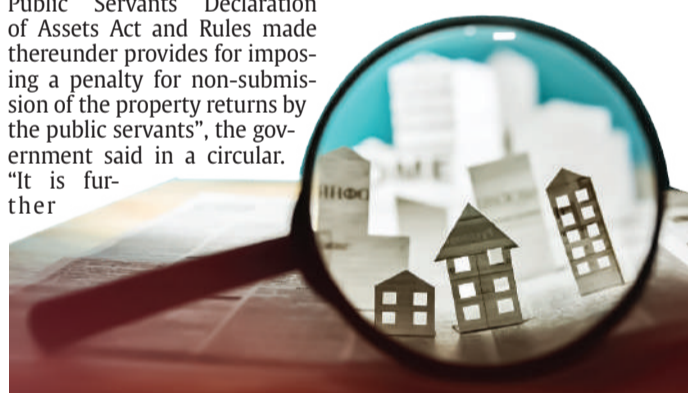 Public Servants Declaration
of Assets Act and Rules made
thereunder provides for impos-
ing a penalty for non-submis-
sion of the property returns by
the public servants”, the gov-
ernment said in a circular.
“It is fur-
ther